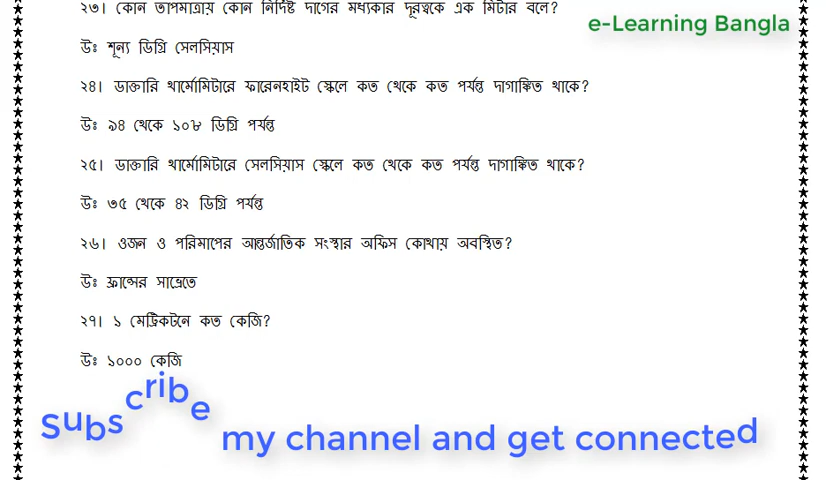 ২৩। কোন তাপমাত্রায় কোন নির্দিষ্ট দাগের মধ্যকার দূরত্বকে এক মিটার বলে?
e-Learning Bangla
উঃ শূন্য ডিগ্রি সেলসিয়াস
২৪। ডাক্তারি থার্মোমিটারে ফারেনহাইট স্কেলে কত থেকে কত পর্যন্ত দাগাঙ্কিত থাকে?
উঃ ৯৪ থেকে ১০৮ ডিগ্রি পর্যন্ত
২৫। ডাক্তারি থার্মোমিটারে সেলসিয়াস স্কেলে কত থেকে কত পর্যন্ত দাগাঙ্কিত থাকে?
উঃ ৩৫ থেকে ৪২ ডিগ্রি পর্যন্ত
২৬। ওজন ও পরিমাপের আন্তর্জাতিক সংস্থার অফিস কোথায় অবস্থিত?
উঃ ফ্রান্সের সাভ্রেতে
২৭। ১ মেট্রিকটনে কত কেজি?
উঃ ১০০০ কেজি
Subscribe
my channel and get connected